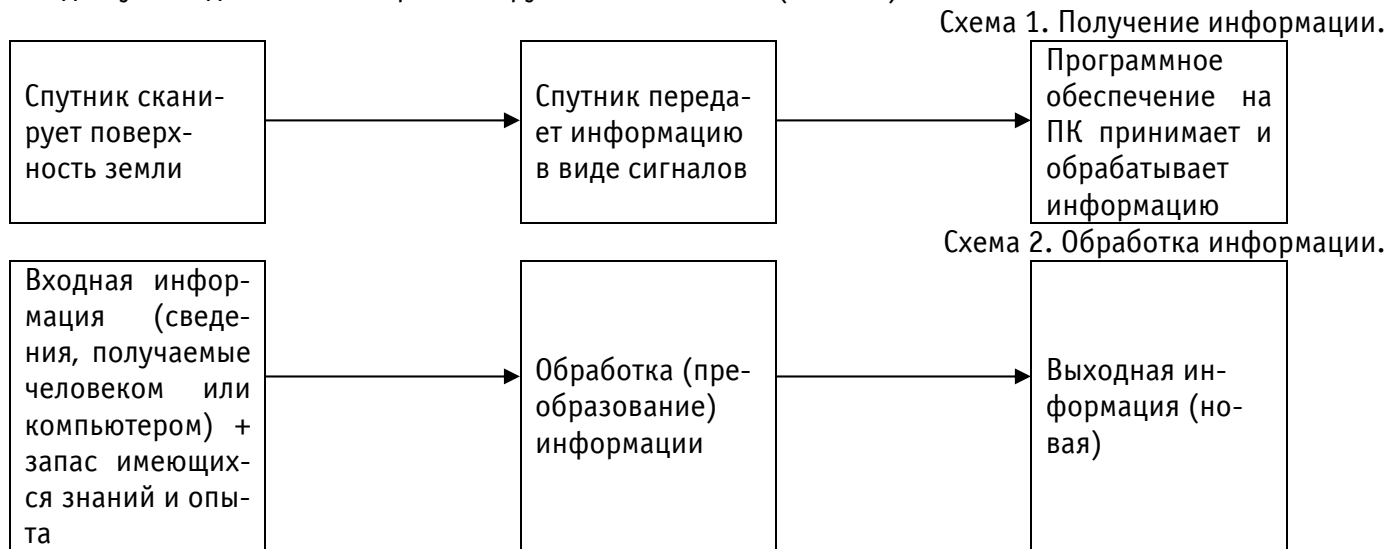 Схема 1. Получение информации.
Спутник скани-
рует поверх-
ность земли
Спутник переда-
ет информацию
в виде сигналов
Программное
обеспечение на
ПК принимает и
обрабатывает
информацию
Схема 2. Обработка информации.
Входная инфор-
мация (сведе-
ния, получаемые
человеком или
компьютером) +
запас имеющих-
ся знаний и опы-
та
Обработка (пре-
образование)
информации
Выходная ин-
формация (но-
вая)